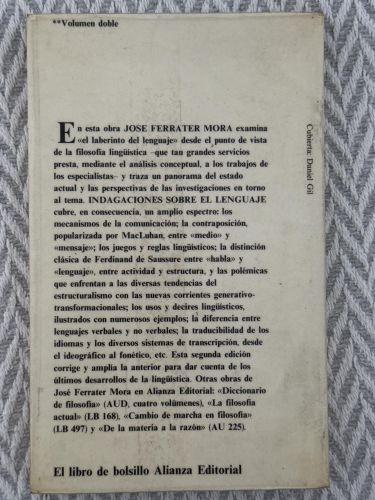 **Volumen doble
En esta obra JOSE FERRATER MORA examina
«el laberinto del lenguaje» desde el punto de vista
de la filosofía lingüística –que tan grandes servicios
presta, mediante el análisis conceptual, a los trabajos de
los especialistas– y traza un panorama del estado
actual y las perspectivas de las investigaciones en torno
al tema. INDAGACIONES SOBRE EL LENGUAJE
cubre, en consecuencia, un amplio espectro: los
mecanismos de la comunicación; la contraposición,
popularizada por MacLuhan, entre «medio» y
«mensaje»; los juegos y reglas lingüísticos; la distinción
clásica de Ferdinand de Saussure entre «habla» y
«lenguaje», entre actividad y estructura, y las polémicas
que enfrentan a las diversas tendencias del
estructuralismo con las nuevas corrientes generativo-
transformacionales; los usos y decires lingüísticos,
ilustrados con numerosos ejemplos; la diferencia entre
lenguajes verbales y no verbales; la traducibilidad de los
idiomas y los diversos sistemas de transcripción, desde
el ideográfico al fonético, etc. Esta segunda edición
corrige y amplía la anterior para dar cuenta de los
últimos desarrollos de la lingüística. Otras obras de
José Ferrater Mora en Alianza Editorial: «Diccionario
de filosofía» (AUD, cuatro volúmenes), «La filosofía
actual» (LB 168), «Cambio de marcha en filosofía»
(LB 497) y «De la materia a la razón» (AU 225).
El libro de bolsillo Alianza Editorial
Cubierta: Daniel Gil